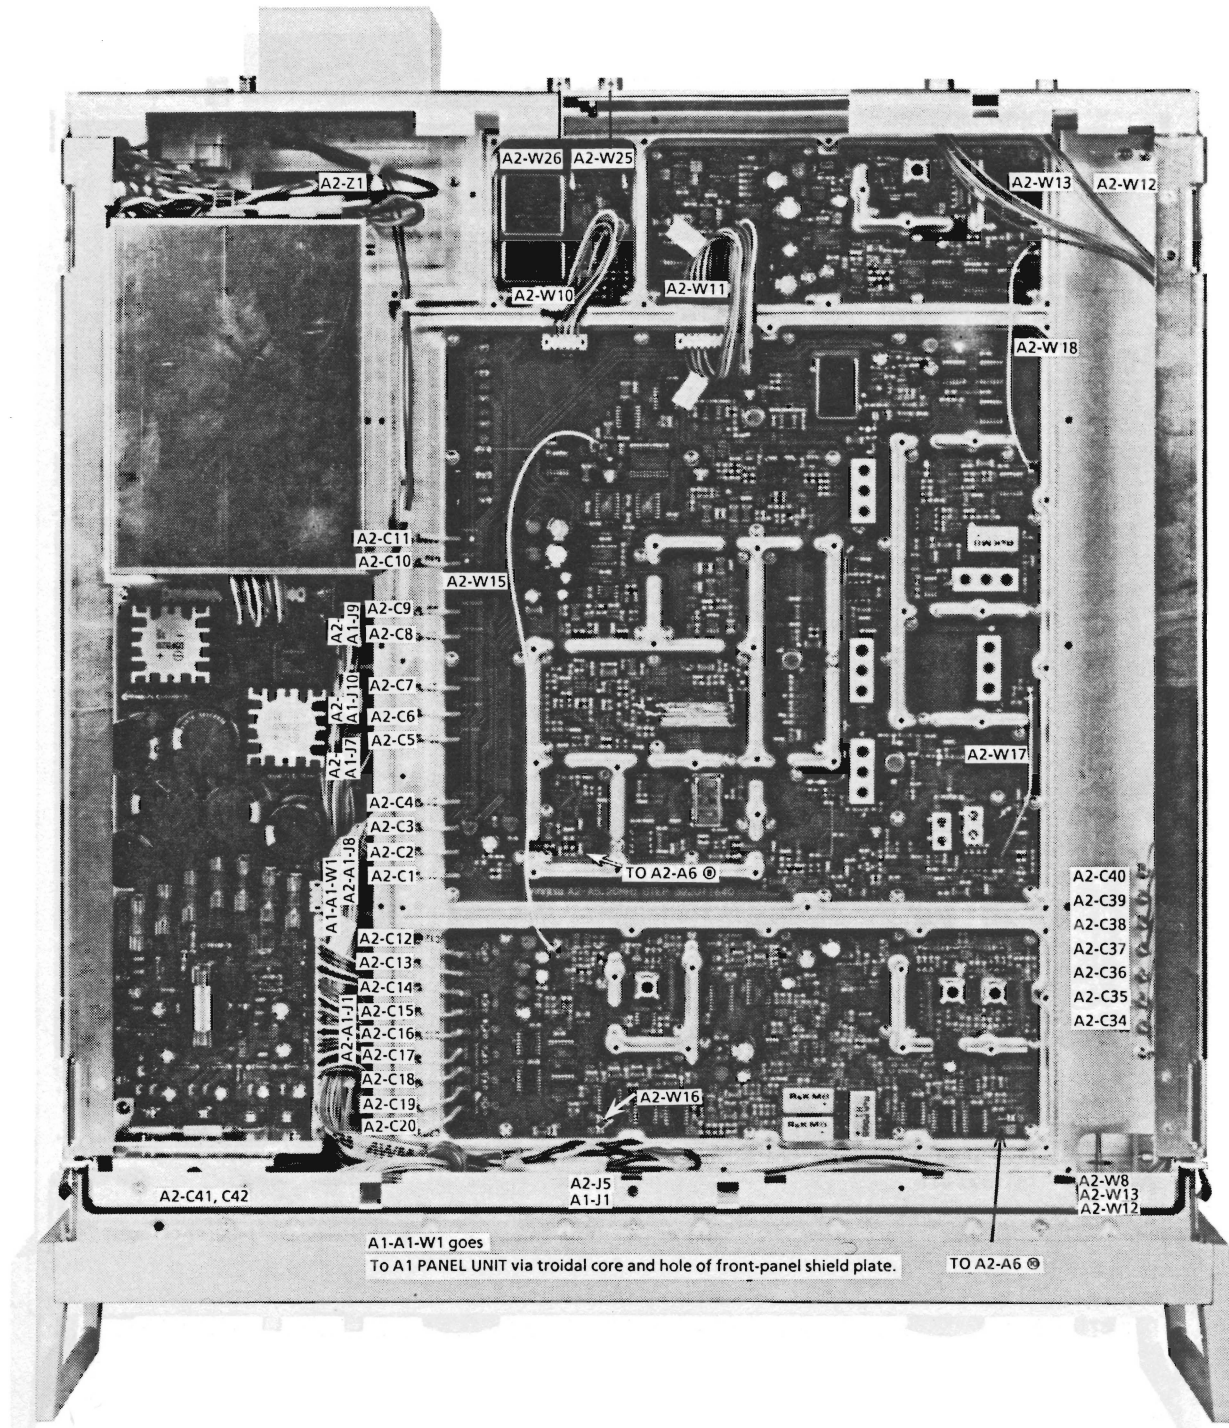 A2-W26
A2-W25
A2-Z1
A2-W13
A2-W12
A2-W10
A2-W11
A2-W18
A2-C11
A2-C10
A2-W15
A2-C9
A2-
A1-J9
A2-C8
A2-C7
A2-
A1-J10
A2-C6
A2-C5
A2-
A1-J7
A2-W17
A2-C4
A2-C3
A2-C2
A2-C1
TO A2-A6 ⑧
A1-A1-W1
A2-A1-J8
A2-C40
A2-C39
A2-C38
A2-C37
A2-C36
A2-C35
A2-C34
A2-C12
A2-C13
A2-C14
A2-C15
A2-C16
A2-C17
A2-C18
A2-C19
A2-C20
A2-A1-J1
A2-W16
R&K M8
R&K M8
R&K M8
A2-C41, C42
A2-J5
A1-J1
A2-W8
A2-W13
A2-W12
A1-A1-W1 goes
To A1 PANEL UNIT via troidal core and hole of front-panel shield plate.
TO A2-A6 ⑩